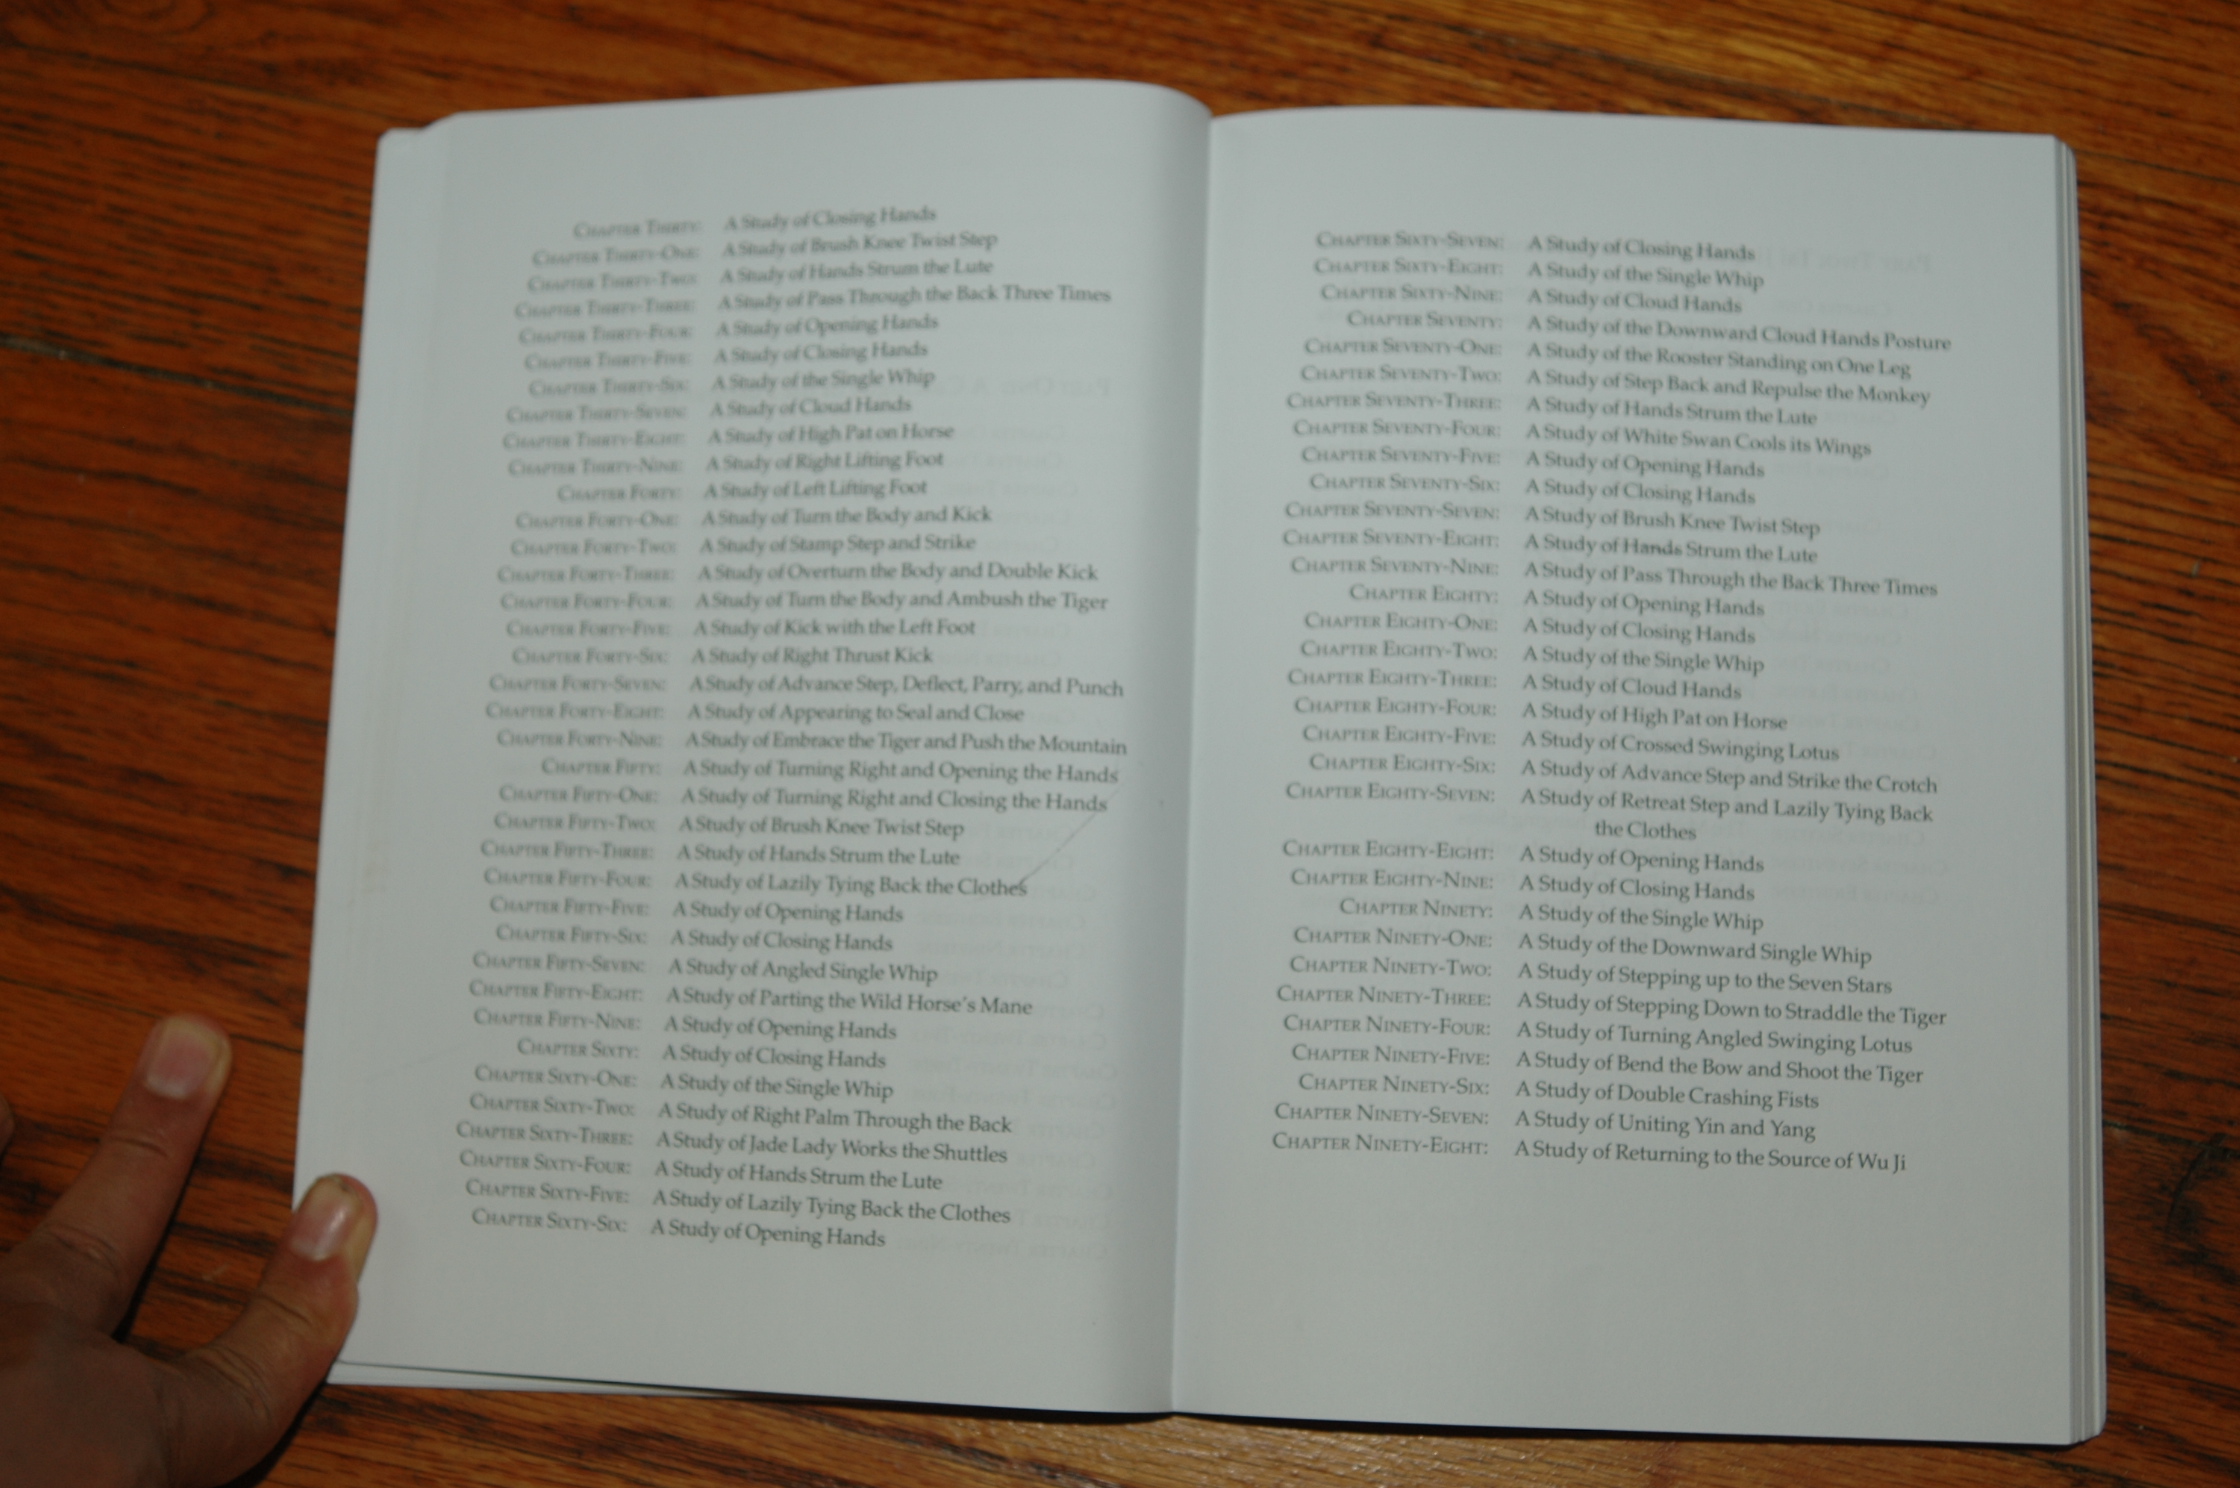 CHAPTER THIRTY: A Study of Closing Hands
CHAPTER THIRTY-ONE: A Study of Brush Knee Twist Step
CHAPTER THIRTY-TWO: A Study of Hands Strum the Lute
CHAPTER THIRTY-THREE: A Study of Pass Through the Back Three Times
CHAPTER THIRTY-FOUR: A Study of Opening Hands
CHAPTER THIRTY-FIVE: A Study of Closing Hands
CHAPTER THIRTY-SIX: A Study of the Single Whip
CHAPTER THIRTY-SEVEN: A Study of Cloud Hands
CHAPTER THIRTY-EIGHT: A Study of High Pat on Horse
CHAPTER THIRTY-NINE: A Study of Right Lifting Foot
CHAPTER FORTY: A Study of Left Lifting Foot
CHAPTER FORTY-ONE: A Study of Turn the Body and Kick
CHAPTER FORTY-TWO: A Study of Stamp Step and Strike
CHAPTER FORTY-THREE: A Study of Overturn the Body and Double Kick
CHAPTER FORTY-FOUR: A Study of Turn the Body and Ambush the Tiger
CHAPTER FORTY-FIVE: A Study of Kick with the Left Foot
CHAPTER FORTY-SIX: A Study of Right Thrust Kick
CHAPTER FORTY-SEVEN: A Study of Advance Step, Deflect, Parry, and Punch
CHAPTER FORTY-EIGHT: A Study of Appearing to Seal and Close
CHAPTER FORTY-NINE: A Study of Embrace the Tiger and Push the Mountain
CHAPTER FIFTY: A Study of Turning Right and Opening the Hands
CHAPTER FIFTY-ONE: A Study of Turning Right and Closing the Hands
CHAPTER FIFTY-TWO: A Study of Brush Knee Twist Step
CHAPTER FIFTY-THREE: A Study of Hands Strum the Lute
CHAPTER FIFTY-FOUR: A Study of Lazily Tying Back the Clothes
CHAPTER FIFTY-FIVE: A Study of Opening Hands
CHAPTER FIFTY-SIX: A Study of Closing Hands
CHAPTER FIFTY-SEVEN: A Study of Angled Single Whip
CHAPTER FIFTY-EIGHT: A Study of Parting the Wild Horse's Mane
CHAPTER FIFTY-NINE: A Study of Opening Hands
CHAPTER SIXTY: A Study of Closing Hands
CHAPTER SIXTY-ONE: A Study of the Single Whip
CHAPTER SIXTY-TWO: A Study of Right Palm Through the Back
CHAPTER SIXTY-THREE: A Study of Jade Lady Works the Shuttles
CHAPTER SIXTY-FOUR: A Study of Hands Strum the Lute
CHAPTER SIXTY-FIVE: A Study of Lazily Tying Back the Clothes
CHAPTER SIXTY-SIX: A Study of Opening Hands
CHAPTER SIXTY-SEVEN: A Study of Closing Hands
CHAPTER SIXTY-EIGHT: A Study of the Single Whip
CHAPTER SIXTY-NINE: A Study of Cloud Hands
CHAPTER SEVENTY: A Study of the Downward Cloud Hands Posture
CHAPTER SEVENTY-ONE: A Study of the Rooster Standing on One Leg
CHAPTER SEVENTY-TWO: A Study of Step Back and Repulse the Monkey
CHAPTER SEVENTY-THREE: A Study of Hands Strum the Lute
CHAPTER SEVENTY-FOUR: A Study of White Swan Cools its Wings
CHAPTER SEVENTY-FIVE: A Study of Opening Hands
CHAPTER SEVENTY-SIX: A Study of Closing Hands
CHAPTER SEVENTY-SEVEN: A Study of Brush Knee Twist Step
CHAPTER SEVENTY-EIGHT: A Study of Hands Strum the Lute
CHAPTER SEVENTY-NINE: A Study of Pass Through the Back Three Times
CHAPTER EIGHTY: A Study of Opening Hands
CHAPTER EIGHTY-ONE: A Study of Closing Hands
CHAPTER EIGHTY-TWO: A Study of the Single Whip
CHAPTER EIGHTY-THREE: A Study of Cloud Hands
CHAPTER EIGHTY-FOUR: A Study of High Pat on Horse
CHAPTER EIGHTY-FIVE: A Study of Crossed Swinging Lotus
CHAPTER EIGHTY-SIX: A Study of Advance Step and Strike the Crotch
CHAPTER EIGHTY-SEVEN: A Study of Retreat Step and Lazily Tying Back
the Clothes
CHAPTER EIGHTY-EIGHT: A Study of Opening Hands
CHAPTER EIGHTY-NINE: A Study of Closing Hands
CHAPTER NINETY: A Study of the Single Whip
CHAPTER NINETY-ONE: A Study of the Downward Single Whip
CHAPTER NINETY-TWO: A Study of Stepping up to the Seven Stars
CHAPTER NINETY-THREE: A Study of Stepping Down to Straddle the Tiger
CHAPTER NINETY-FOUR: A Study of Turning Angled Swinging Lotus
CHAPTER NINETY-FIVE: A Study of Bend the Bow and Shoot the Tiger
CHAPTER NINETY-SIX: A Study of Double Crashing Fists
CHAPTER NINETY-SEVEN: A Study of Uniting Yin and Yang
CHAPTER NINETY-EIGHT: A Study of Returning to the Source of Wu Ji